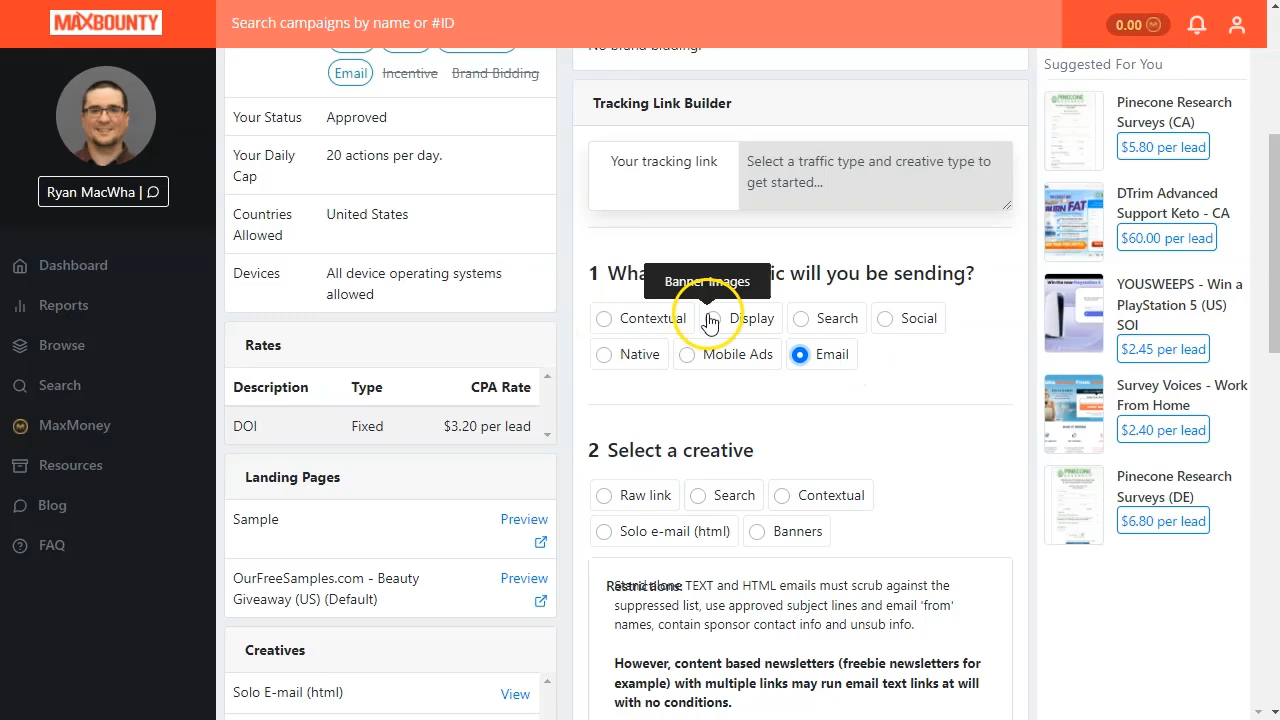 MAXBOUNTY
Search campaigns by name or #ID
0.00
Ryan MacWha |
Dashboard
Reports
Browse
Search
MaxMoney
Resources
Blog
FAQ
Email Incentive Brand Bidding
Your Status Approved
Your Daily Cap
per day.
Countries Allowed
United States
Devices
All device operating systems allowed
Rates
Description Type CPA Rate
DOI Fixed $3.20 per lead
Landing Pages
Sample Preview
OurFreeSamples.com - Beauty Giveaway (US) (Default)
Preview
Creatives
Solo E-mail (html) View
No brand bidding.
Tracking Link Builder
Your tracking link
Select traffic type and creative type to
get started...
1 What will you be sending?
Banner Images
Contextual Display Search Social
Native Mobile Ads Email
2 Select a creative
Raw link Search Contextual
Solo e-mail (html) Banners
Restrictions:
Stand alone TEXT and HTML emails must scrub against the
suppressed list, use approved subject lines and email 'from'
names, contain sponsor contact info and unsub info.
However, content based newsletters (freebie newsletters for
example) with multiple links may run email text links at will
with no conditions.
Suggested For You
Pinecone Research
Surveys (CA)
$5.80 per lead
DTrim Advanced
Support Keto - CA
$62.00 per lead
YOUSWEEPS - Win a
PlayStation 5 (US)
SOI
$2.45 per lead
Survey Voices - Work
From Home
$2.40 per lead
Pinecone Research
Surveys (DE)
$6.80 per lead